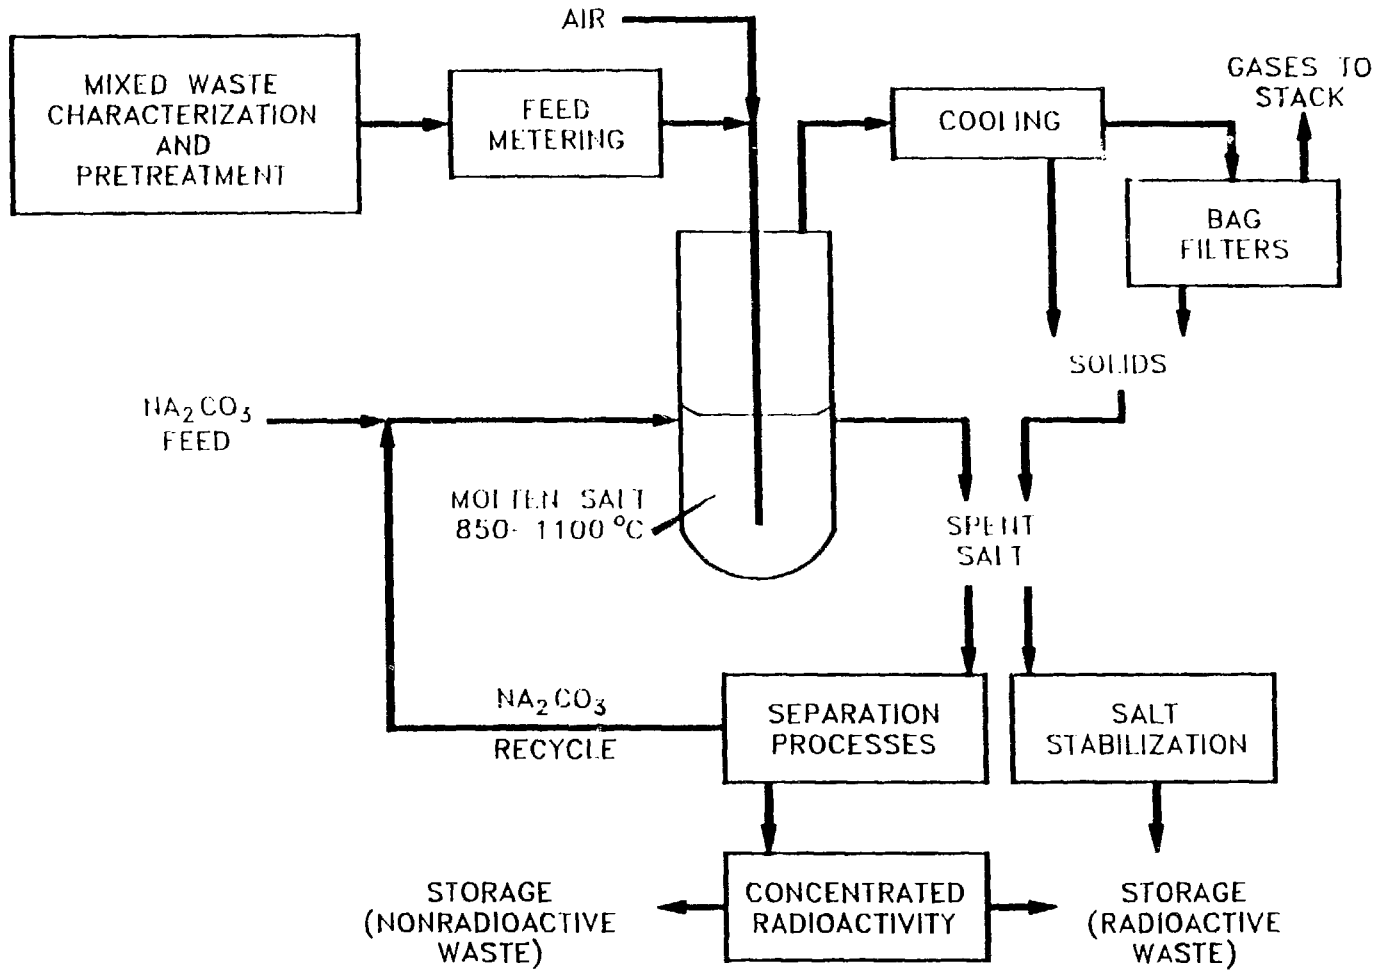 AIR
MIXED WASTE
CHARACTERIZATION
AND
PRETREATMENT
FEED
METERING
COOLING
GASES TO
STACK
BAG
FILTERS
SOLIDS
NA₂CO₃
FEED
MOLTEN SALT
850- 1100 °C
SPENT
SALT
NA₂CO₃
RECYCLE
SEPARATION
PROCESSES
SALT
STABILIZATION
STORAGE
(NONRADIOACTIVE
WASTE)
CONCENTRATED
RADIOACTIVITY
STORAGE
(RADIOACTIVE
WASTE)